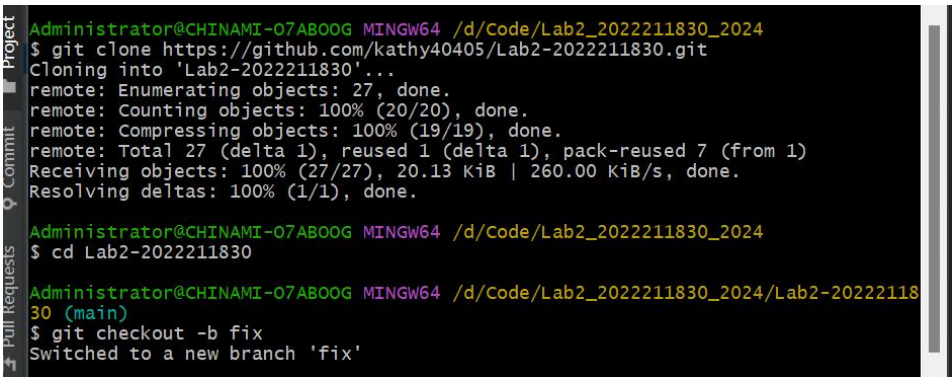 Project
Commit
Pull Requests
Administrator@CHINAMI-O7ABOOG MINGW64 /d/Code/Lab2_2022211830_2024
$ git clone https://github.com/kathy40405/Lab2-2022211830.git
Cloning into 'Lab2-2022211830'...
remote: Enumerating objects: 27, done.
remote: Counting objects: 100% (20/20), done.
remote: Compressing objects: 100% (19/19), done.
remote: Total 27 (delta 1), reused 1 (delta 1), pack-reused 7 (from 1)
Receiving objects: 100% (27/27), 20.13 KiB | 260.00 KiB/s, done.
Resolving deltas: 100% (1/1), done.
Administrator@CHINAMI-O7ABOOG MINGW64 /d/Code/Lab2_2022211830_2024
$ cd Lab2-2022211830
Administrator@CHINAMI-O7ABOOG MINGW64 /d/Code/Lab2_2022211830_2024/Lab2-20222118
30 (main)
$ git checkout -b fix
Switched to a new branch 'fix'